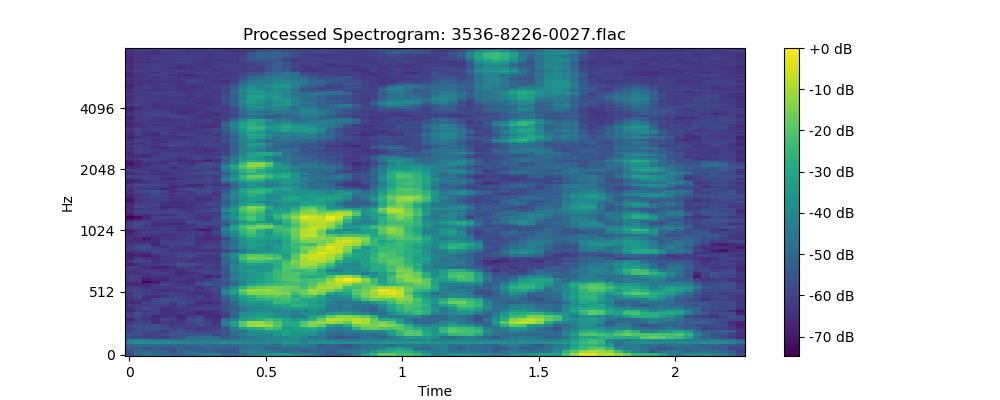 Processed Spectrogram: 3536-8226-0027.flac
+0 dB
-10 dB
-20 dB
-30 dB
-40 dB
-50 dB
-60 dB
-70 dB
Hz
4096
2048
1024
512
0
0 0.5 1 1.5 2
Time